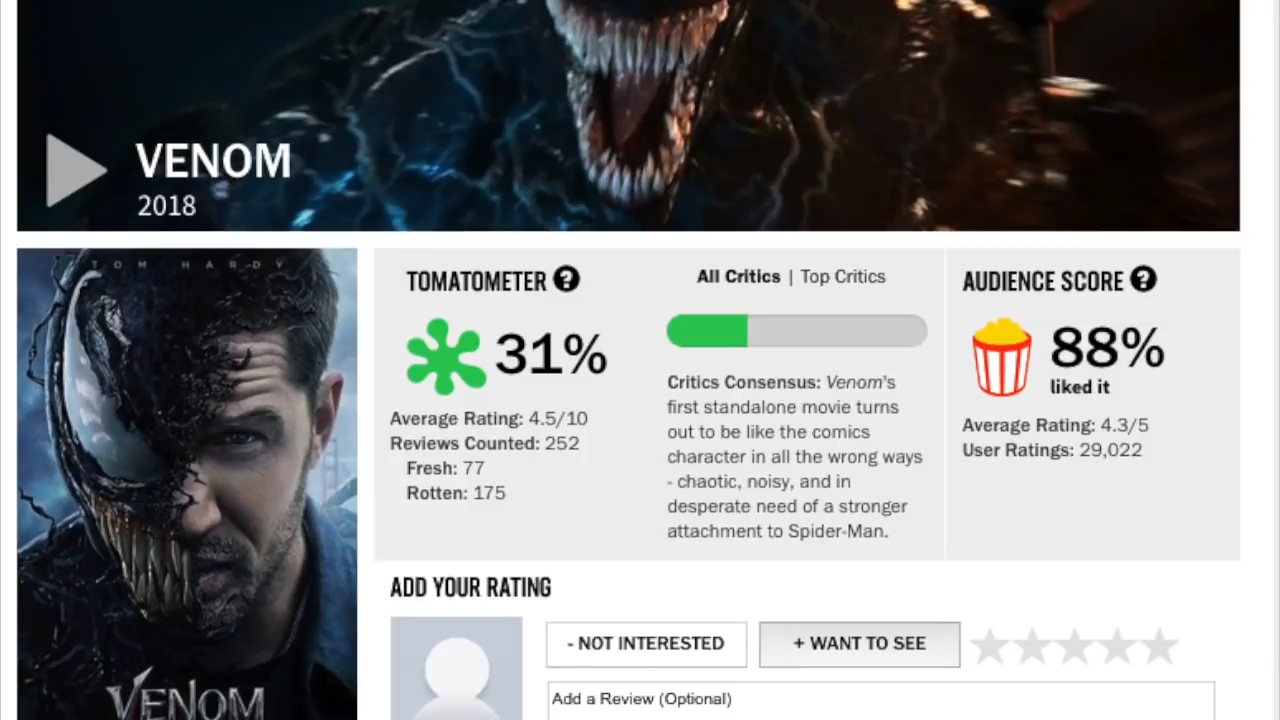 VENOM
2018
TOM HARDY
VENOM
TOMATOMETER ?
31%
Average Rating: 4.5/10
Reviews Counted: 252
Fresh: 77
Rotten: 175
All Critics | Top Critics
Critics Consensus: Venom's
first standalone movie turns
out to be like the comics
character in all the wrong ways
- chaotic, noisy, and in
desperate need of a stronger
attachment to Spider-Man.
AUDIENCE SCORE ?
88%
liked it
Average Rating: 4.3/5
User Ratings: 29,022
ADD YOUR RATING
- NOT INTERESTED
+ WANT TO SEE
Add a Review (Optional)